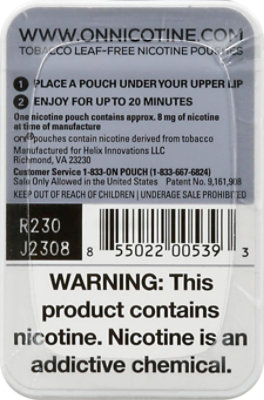 WWW.ONNICOTINE.COM
TOBACCO LEAF-FREE NICOTINE POUCHES
1 PLACE A POUCH UNDER YOUR UPPER LIP
2 ENJOY FOR UP TO 20 MINUTES
One nicotine pouch contains approx. 8 mg of nicotine
at time of manufacture
on! pouches contain nicotine derived from tobacco
Manufactured for Helix Innovations LLC
Richmond, VA 23230
Customer Service 1-833-ON POUCH (1-833-667-6824)
Sale Only Allowed in the United States Patent No. 9,161,908
KEEP OUT OF REACH OF CHILDREN | UNDERAGE SALE PROHIBITED
R230
J2308
8 55022 00539 3
WARNING: This
product contains
nicotine. Nicotine is an
addictive chemical.